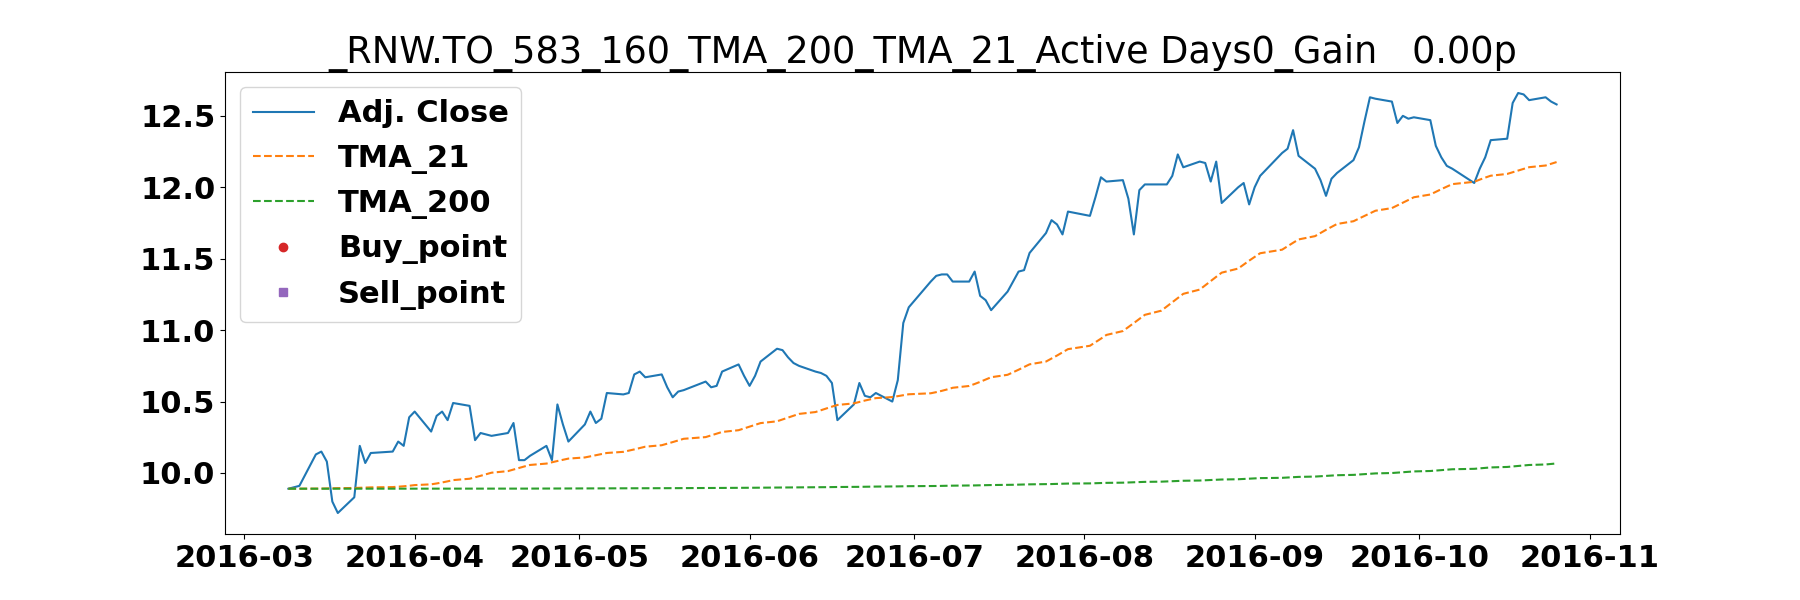 _RNW.TO_583_160_TMA_200_TMA_21_Active Days0_Gain   0.00p
Adj. Close
TMA_21
TMA_200
Buy_point
Sell_point
12.5
12.0
11.5
11.0
10.5
10.0
2016-03 2016-04 2016-05 2016-06 2016-07 2016-08 2016-09 2016-10 2016-11